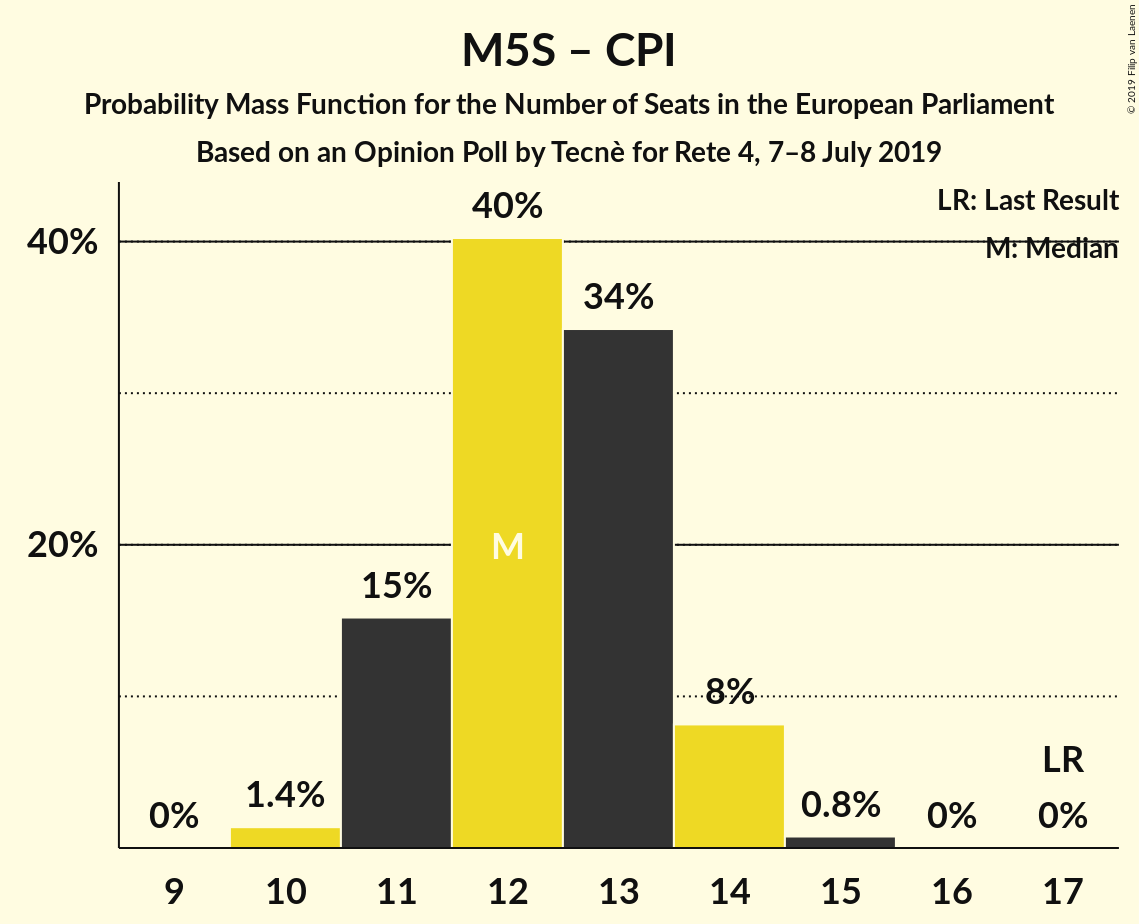 M5S – CPI
Probability Mass Function for the Number of Seats in the European Parliament
Based on an Opinion Poll by Tecnè for Rete 4, 7–8 July 2019
© 2019 Filip van Laenen
LR: Last Result
M: Median
40%
20%
0%
1.4%
15%
40%
M
34%
8%
0.8%
0%
LR
0%
9 10 11 12 13 14 15 16 17